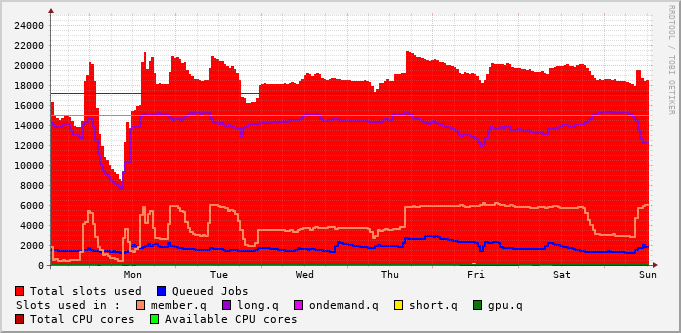 24000
22000
20000
18000
16000
14000
12000
10000
8000
6000
4000
2000
0
Mon Tue Wed Thu Fri Sat Sun
RRDTOOL / TOBI OETIKER
Total slots used Queued Jobs
Slots used in : member.q long.q ondemand.q short.q gpu.q
Total CPU cores Available CPU cores